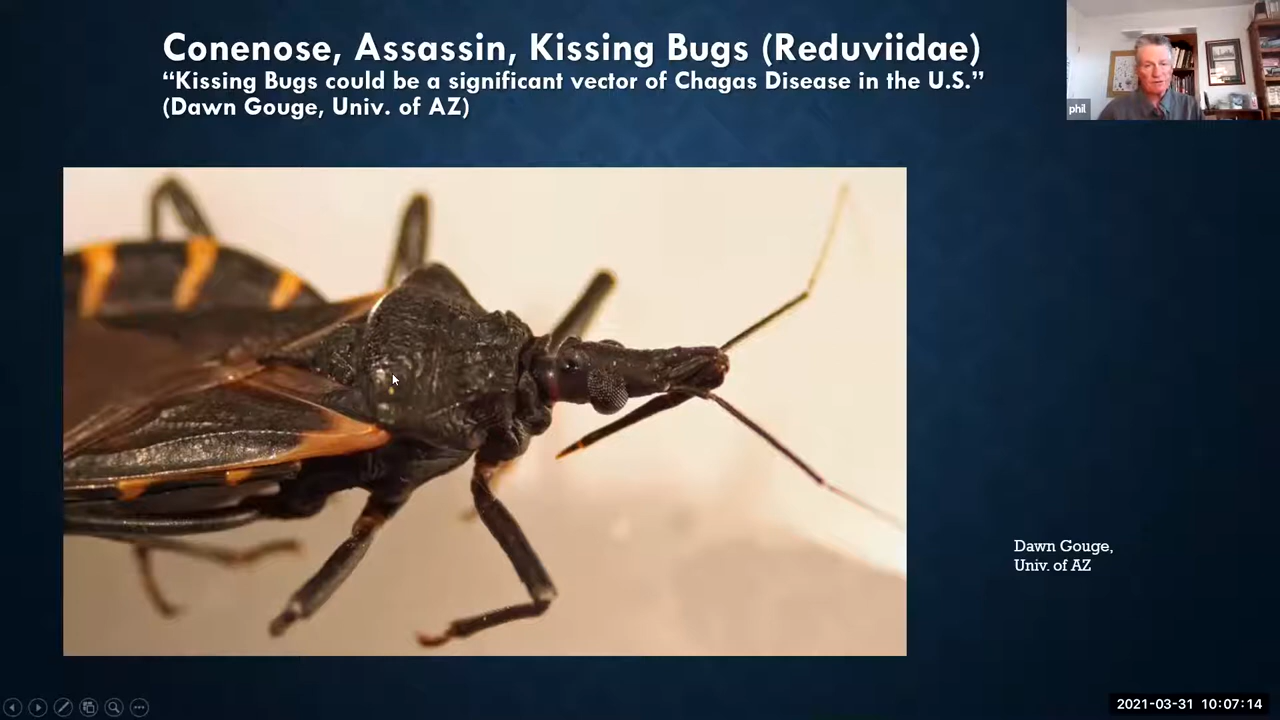 Conenose, Assassin, Kissing Bugs (Reduviidae)
“Kissing Bugs could be a significant vector of Chagas Disease in the U.S.”
(Dawn Gouge, Univ. of AZ)
phil
Dawn Gouge,
Univ. of AZ
2021-03-31 10:07:14